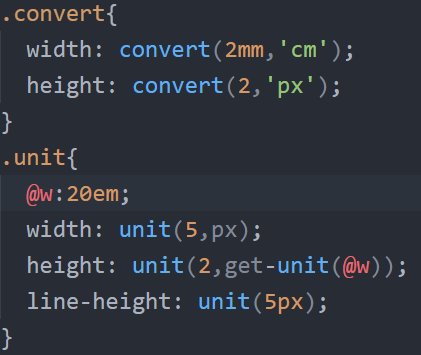 .convert{
  width: convert(2mm,'cm');
  height: convert(2,'px');
}
.unit{
  @w:20em;
  width: unit(5,px);
  height: unit(2,get-unit(@w));
  line-height: unit(5px);
}